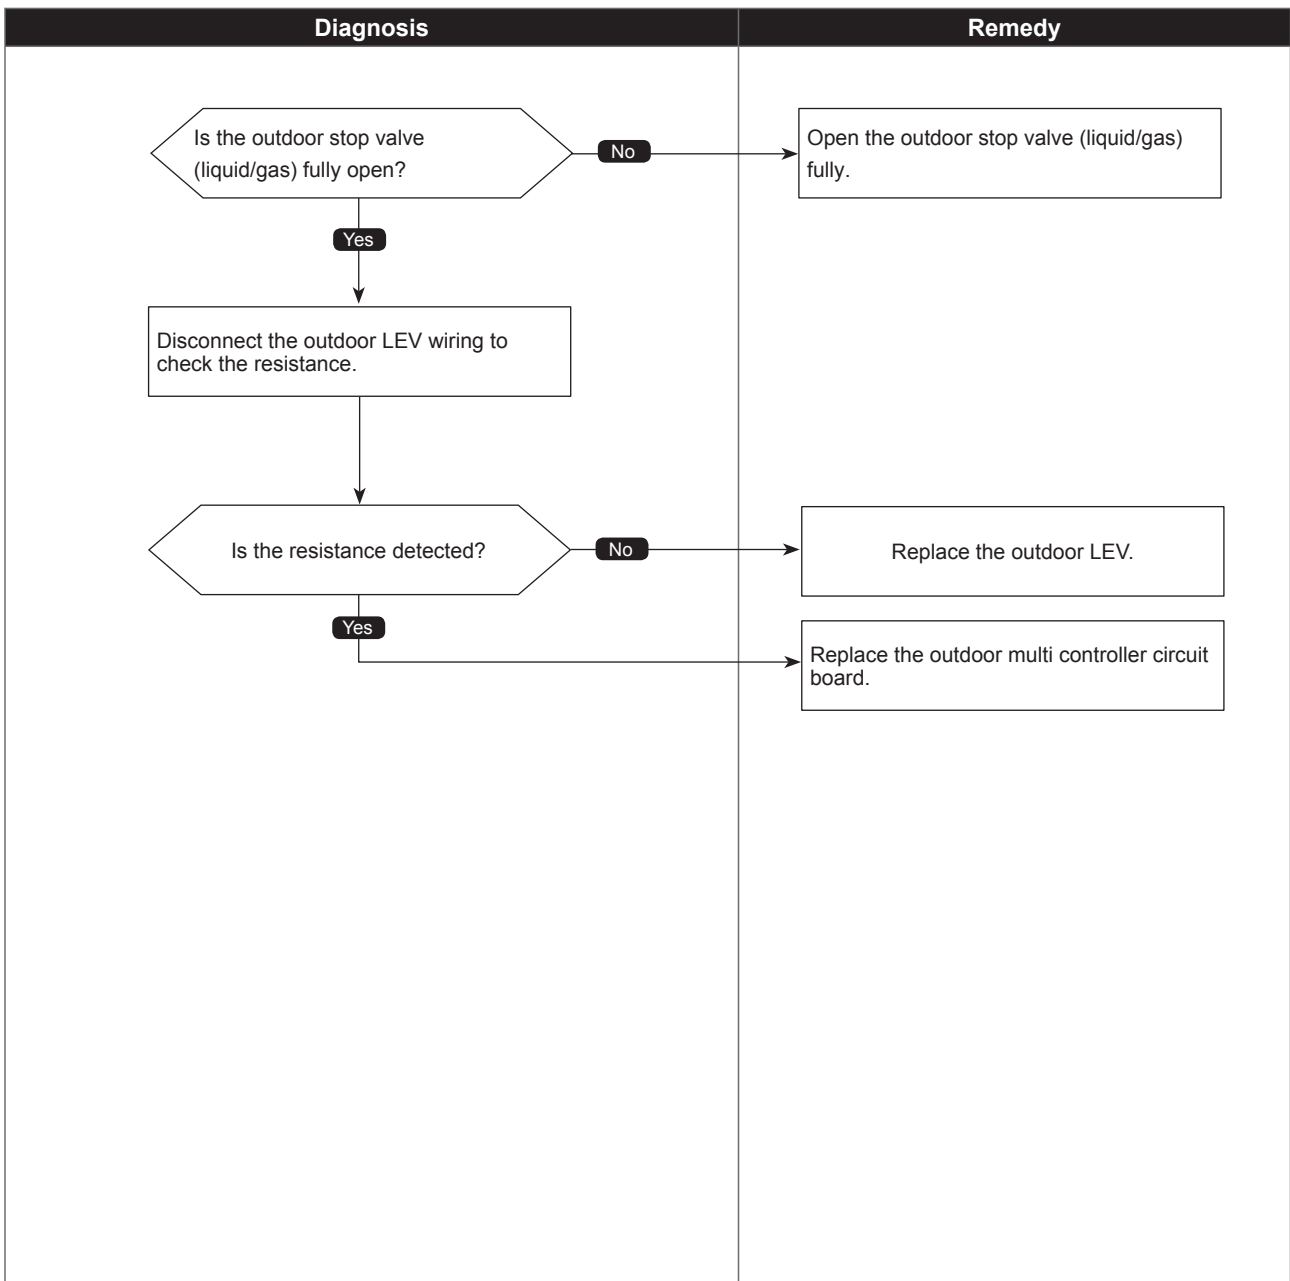 Diagnosis
Remedy
Is the outdoor stop valve
(liquid/gas) fully open?
No
Open the outdoor stop valve (liquid/gas)
fully.
Yes
Disconnect the outdoor LEV wiring to
check the resistance.
Is the resistance detected?
No
Replace the outdoor LEV.
Yes
Replace the outdoor multi controller circuit
board.